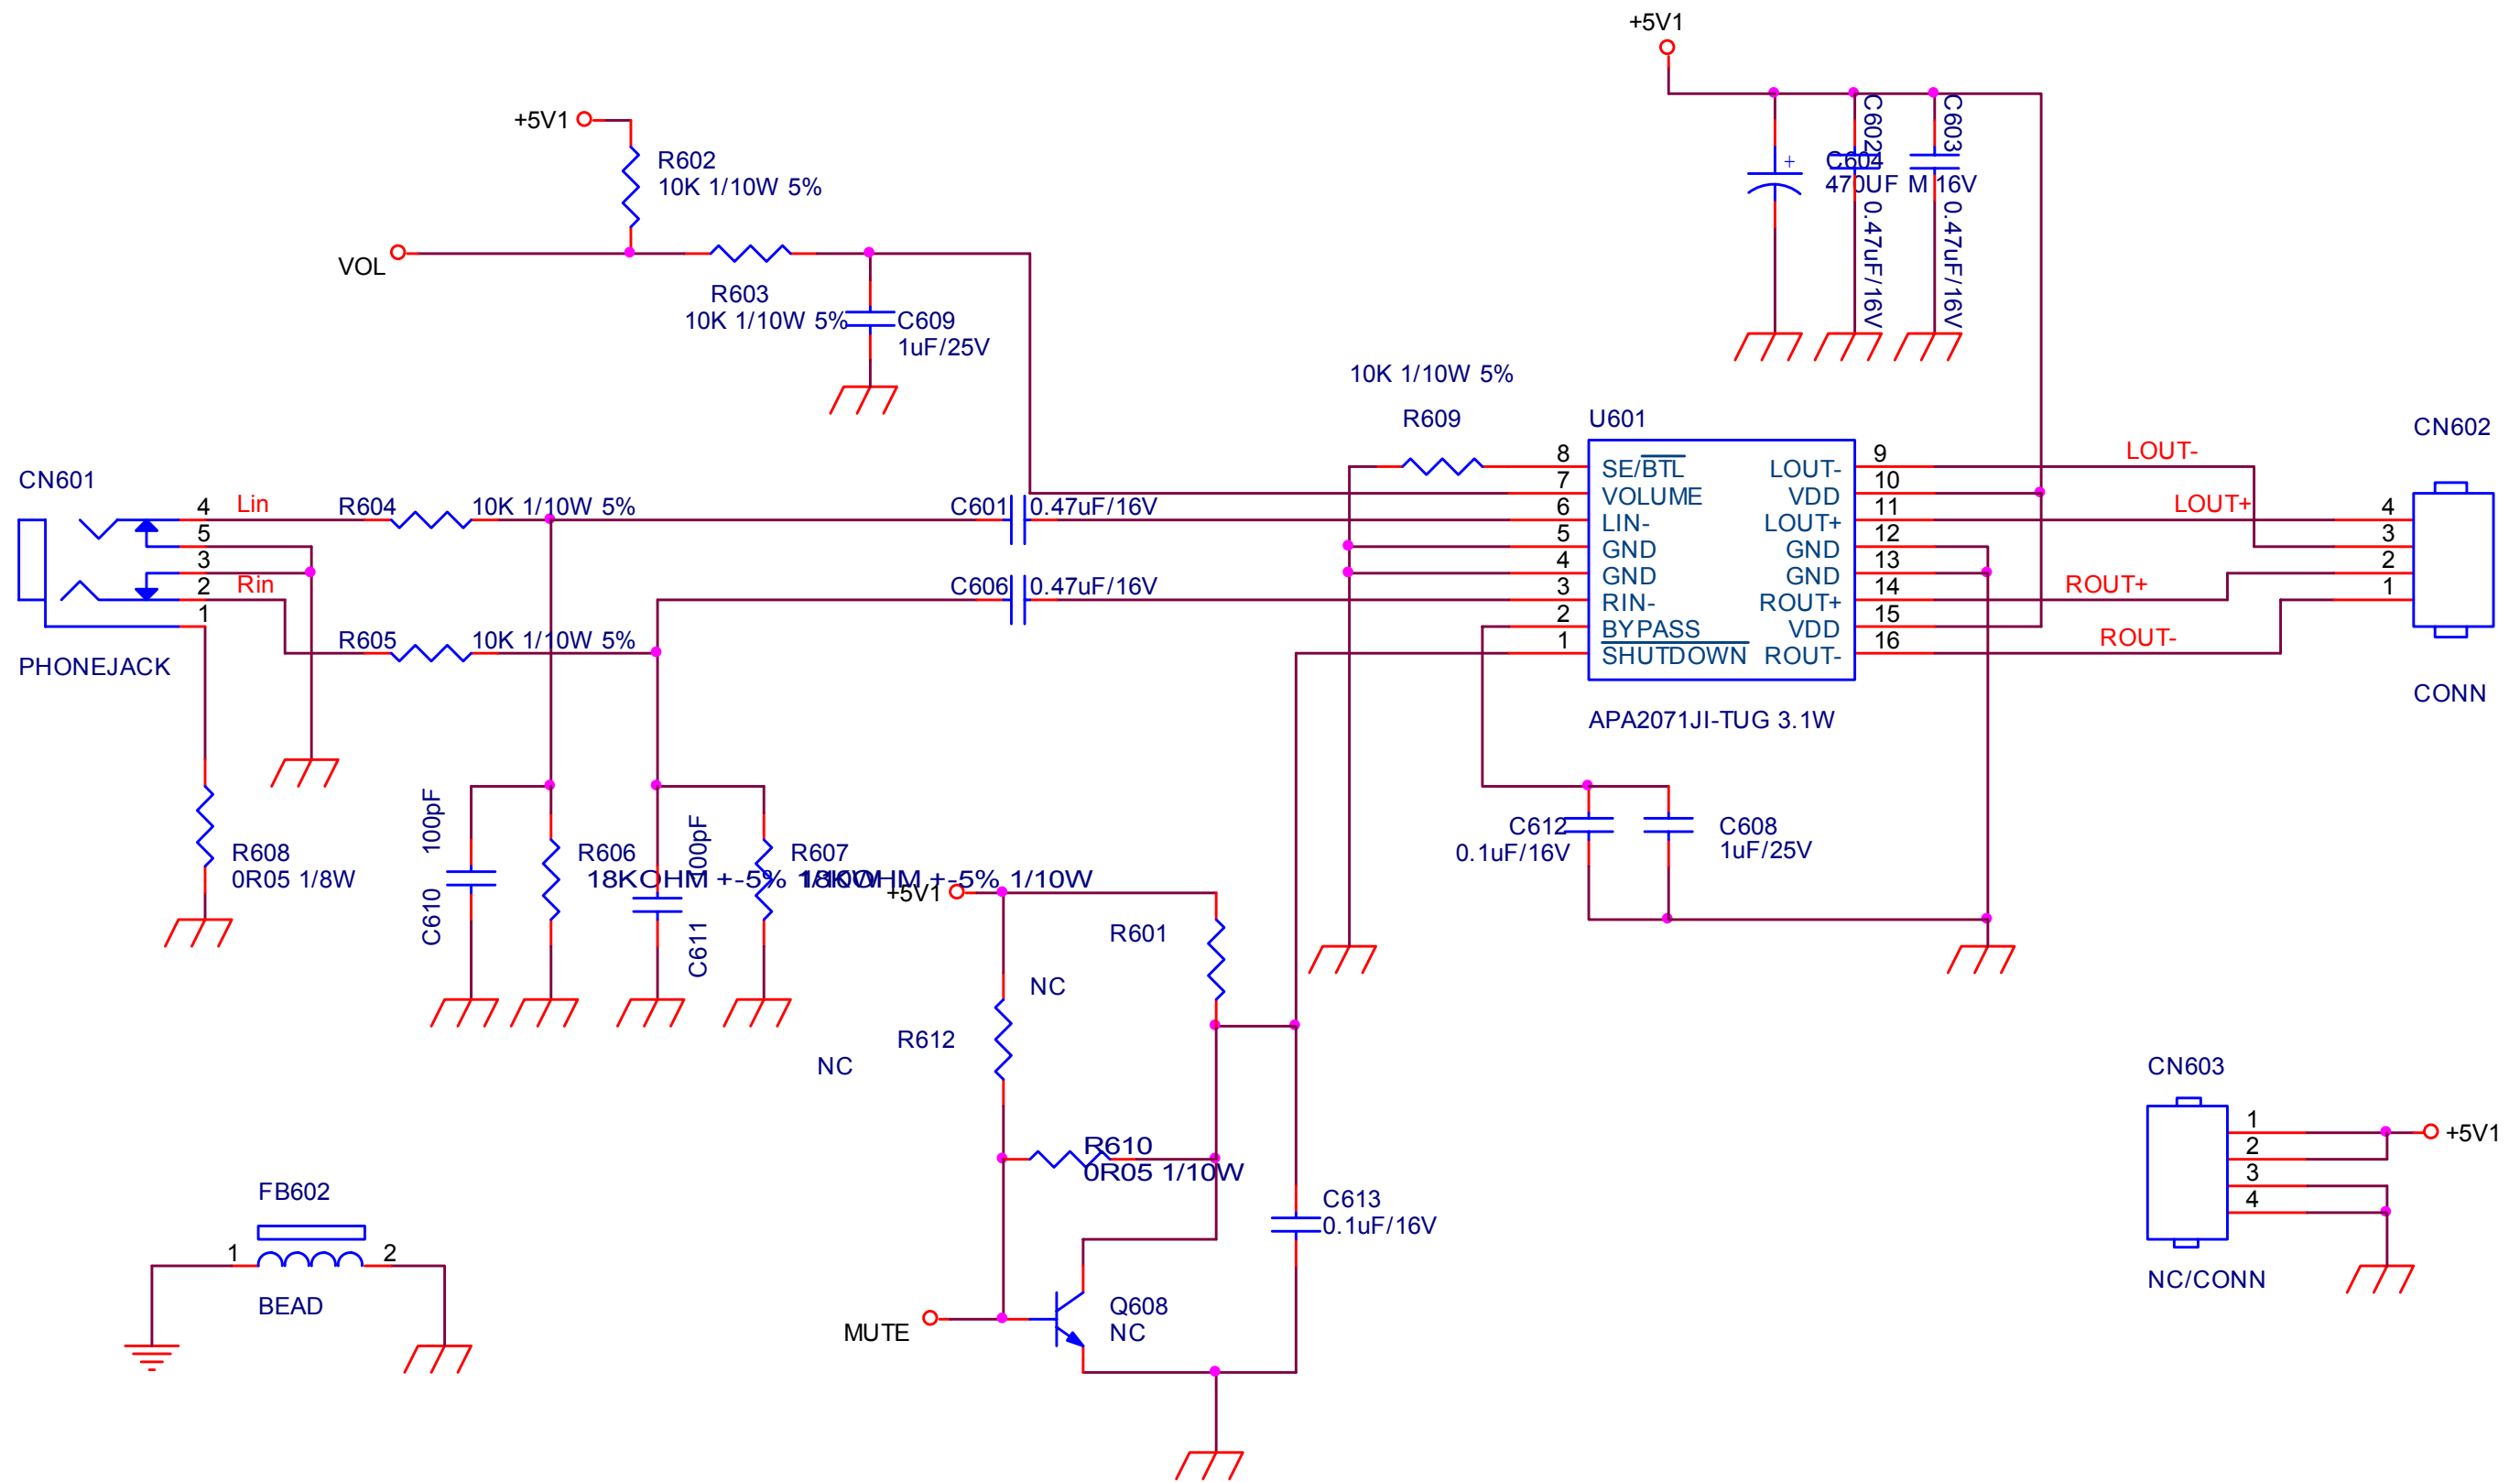 +5V1
+5V1
R602
10K 1/10W 5%
VOL
R603
10K 1/10W 5%
C609
1uF/25V
+
C604
470UF M 16V
C602
0.47uF/16V
C603
0.47uF/16V
10K 1/10W 5%
R609
U601
8
7
6
5
4
3
2
1
SE/BTL
VOLUME
LIN-
GND
GND
RIN-
BYPASS
SHUTDOWN
LOUT-
VDD
LOUT+
GND
GND
ROUT+
VDD
ROUT-
9
10
11
12
13
14
15
16
APA2071JI-TUG 3.1W
LOUT-
LOUT+
ROUT+
ROUT-
CN602
4
3
2
1
CONN
CN601
4
5
3
2
1
Lin
Rin
PHONEJACK
R604
10K 1/10W 5%
R605
10K 1/10W 5%
C601
0.47uF/16V
C606
0.47uF/16V
R608
0R05 1/8W
C610
100pF
R606
18KOHM +-5% 1/10W
C611
100pF
R607
18KOHM +-5% 1/10W
C612
0.1uF/16V
C608
1uF/25V
+5V1
R601
NC
R612
NC
R610
0R05 1/10W
C613
0.1uF/16V
MUTE
Q608
NC
FB602
1
2
BEAD
CN603
1
2
3
4
+5V1
NC/CONN